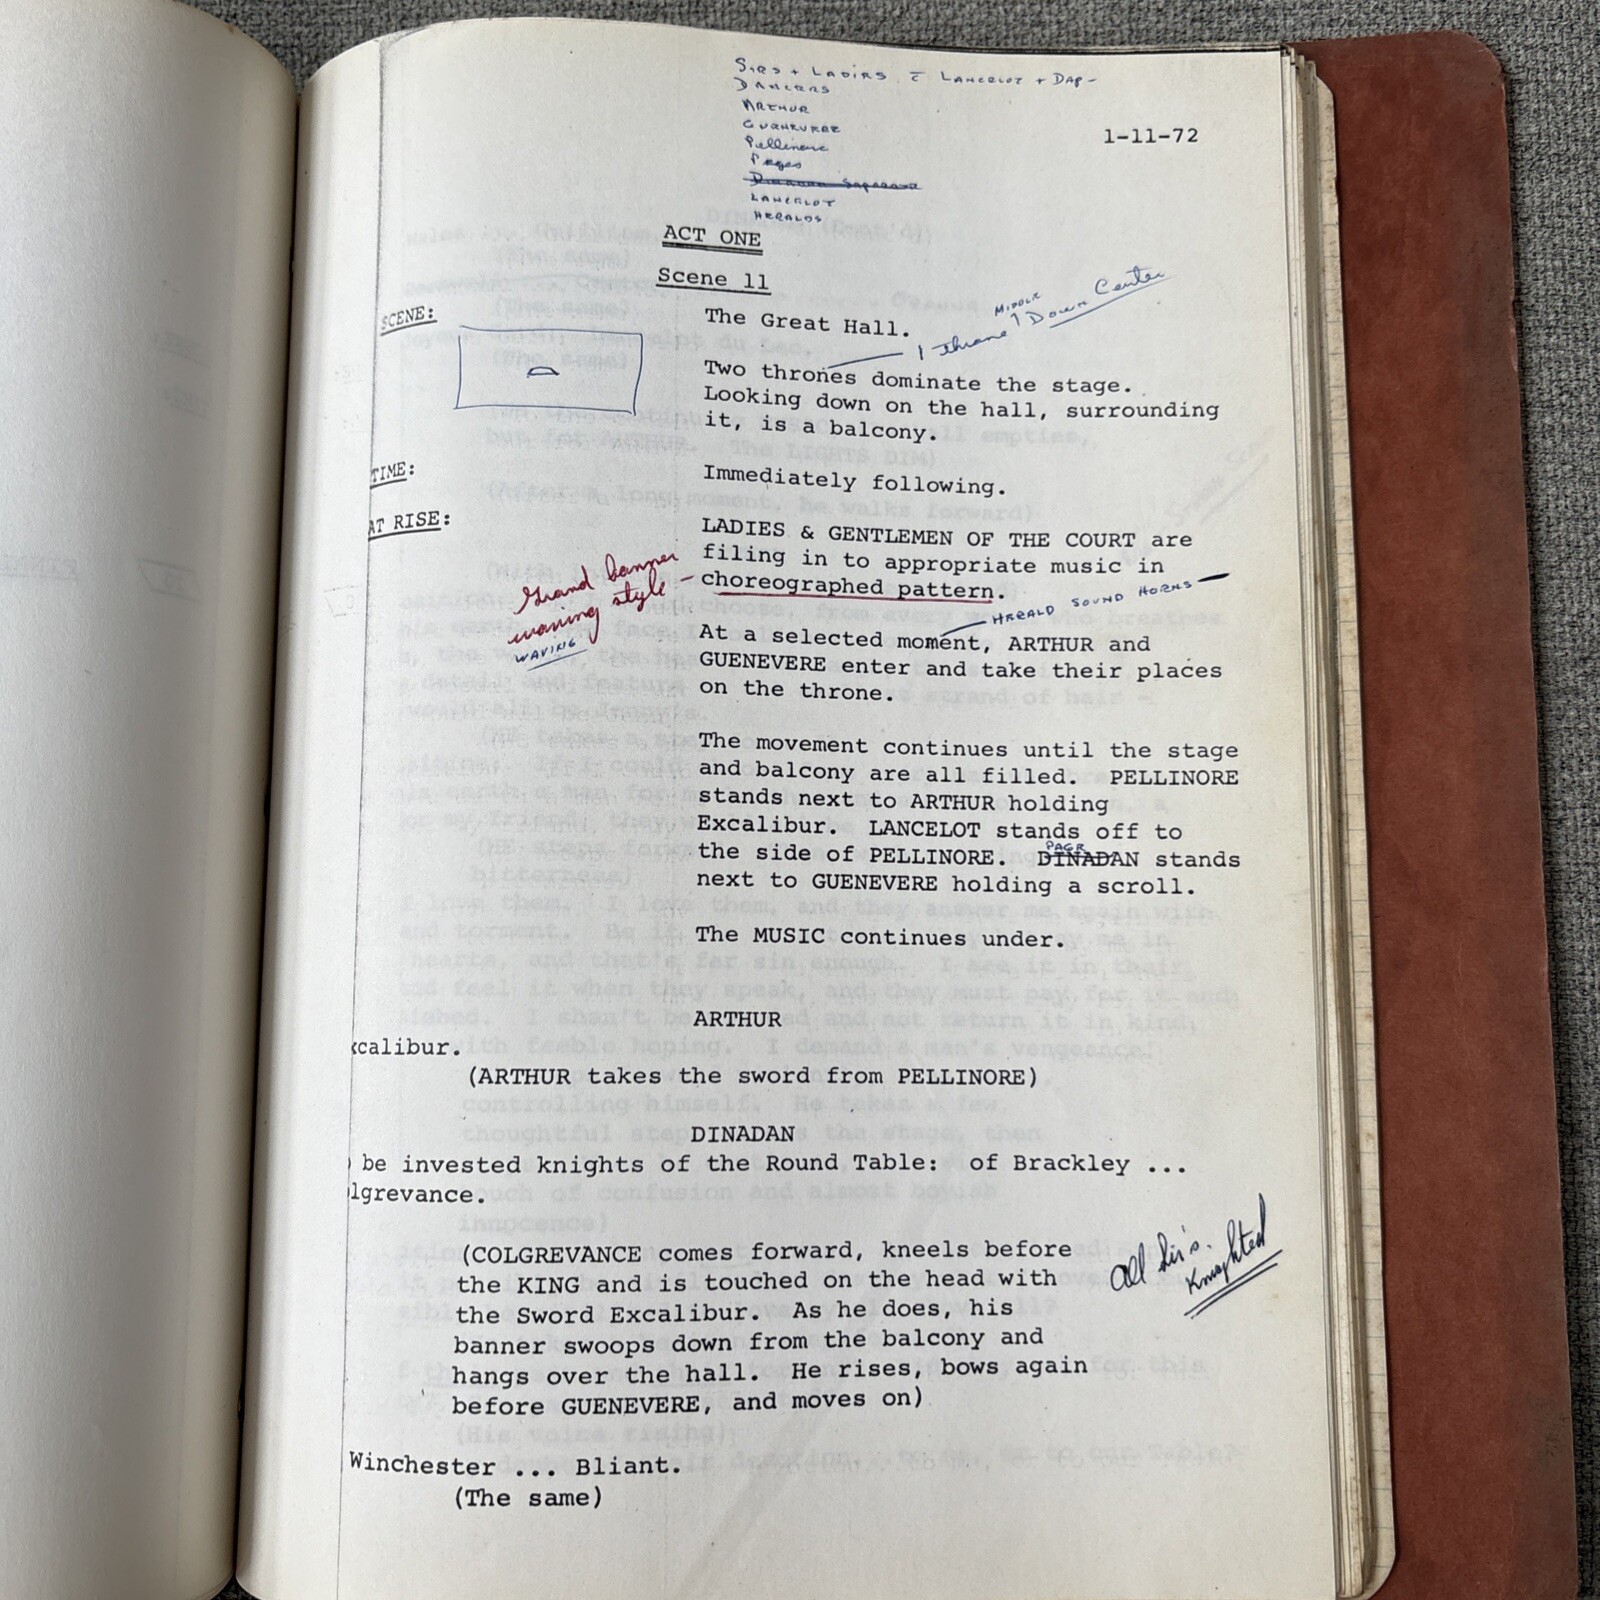 SIRS + LADIRS c̄ LANCELOT + DAP-
DANCERS
ARTHUR
GUENEVERE
Pellinore
Pages
LANCELOT
HERALDS
1-11-72
ACT ONE
Scene 11
SCENE:
The Great Hall.
1 throne MIDDLE 1 Down Center
Two thrones dominate the stage.
Looking down on the hall, surrounding
it, is a balcony.
TIME:
Immediately following.
AT RISE:
LADIES & GENTLEMEN OF THE COURT are
filing in to appropriate music in
choreographed pattern.
Grand banner
waving style
WAVING
HERALD SOUND HORNS
At a selected moment, ARTHUR and
GUENEVERE enter and take their places
on the throne.
The movement continues until the stage
and balcony are all filled. PELLINORE
stands next to ARTHUR holding
Excalibur. LANCELOT stands off to
PAGE
the side of PELLINORE. DINADAN stands
next to GUENEVERE holding a scroll.
The MUSIC continues under.
ARTHUR
xcalibur.
(ARTHUR takes the sword from PELLINORE)
DINADAN
be invested knights of the Round Table: of Brackley ...
lgrevance.
(COLGREVANCE comes forward, kneels before
the KING and is touched on the head with
the Sword Excalibur. As he does, his
banner swoops down from the balcony and
hangs over the hall. He rises, bows again
before GUENEVERE, and moves on)
all Sir's.
Knighted
Winchester ... Bliant.
(The same)